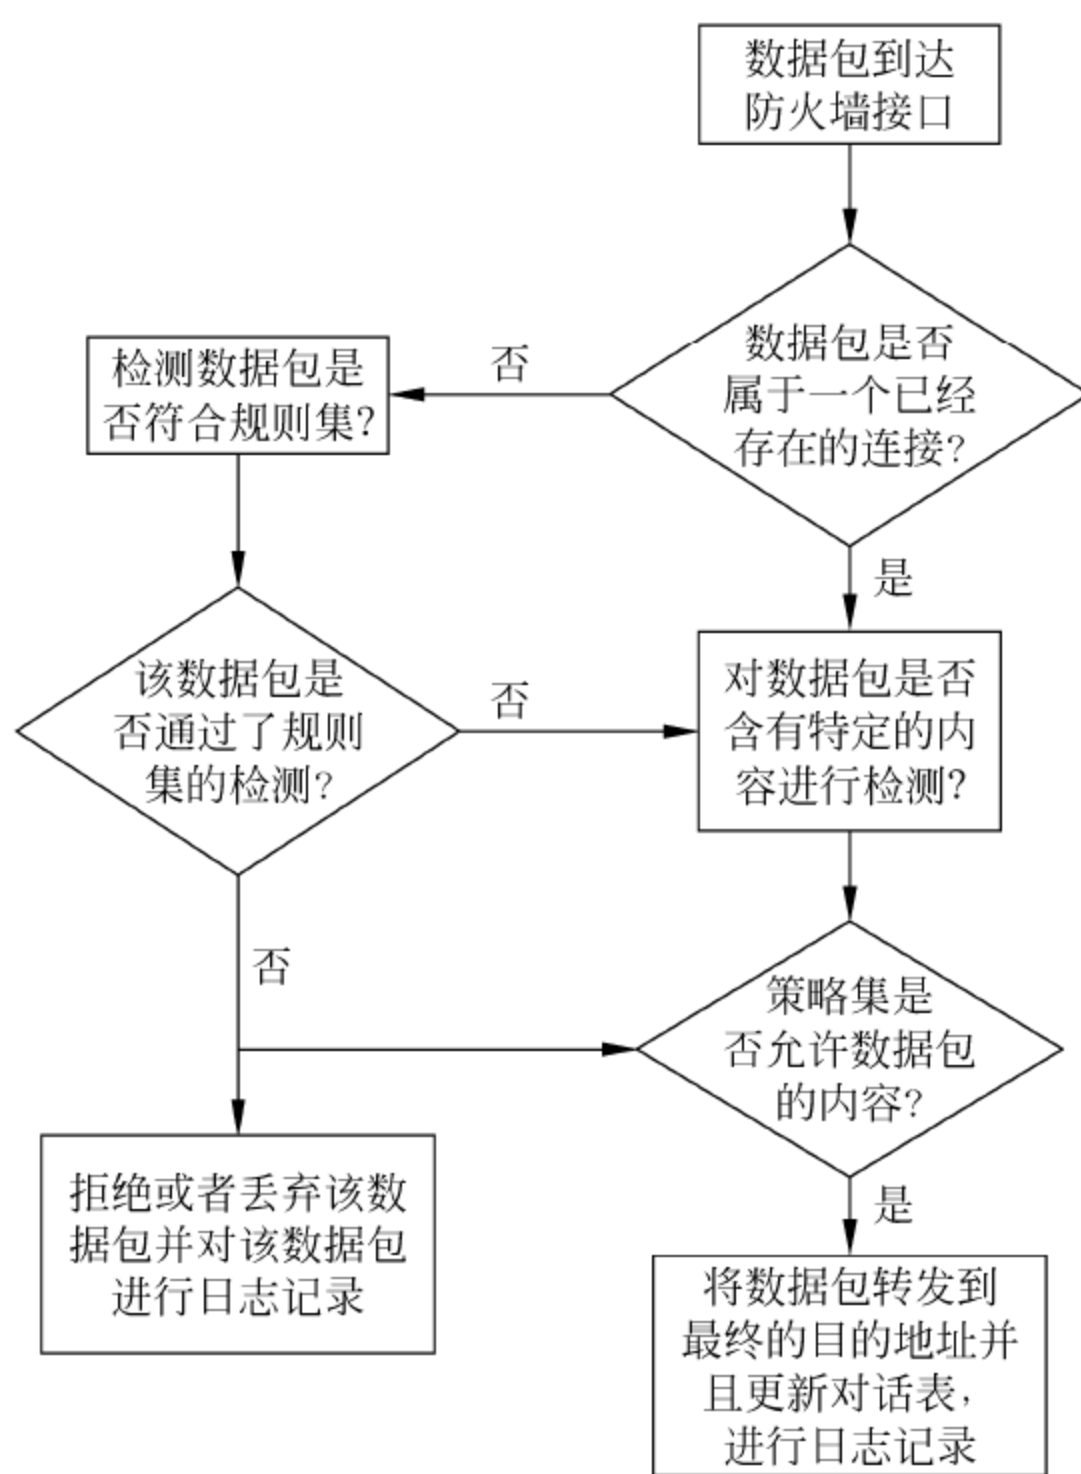 数据包到达
防火墙接口
数据包是否
属于一个已经
存在的连接?
否
检测数据包是
否符合规则集?
是
该数据包是
否通过了规则
集的检测?
否
对数据包是否
含有特定的内
容进行检测?
否
策略集是
否允许数据包
的内容?
是
拒绝或者丢弃该数
据包并对该数据包
进行日志记录
将数据包转发到
最终的目的地址并
且更新对话表,
进行日志记录